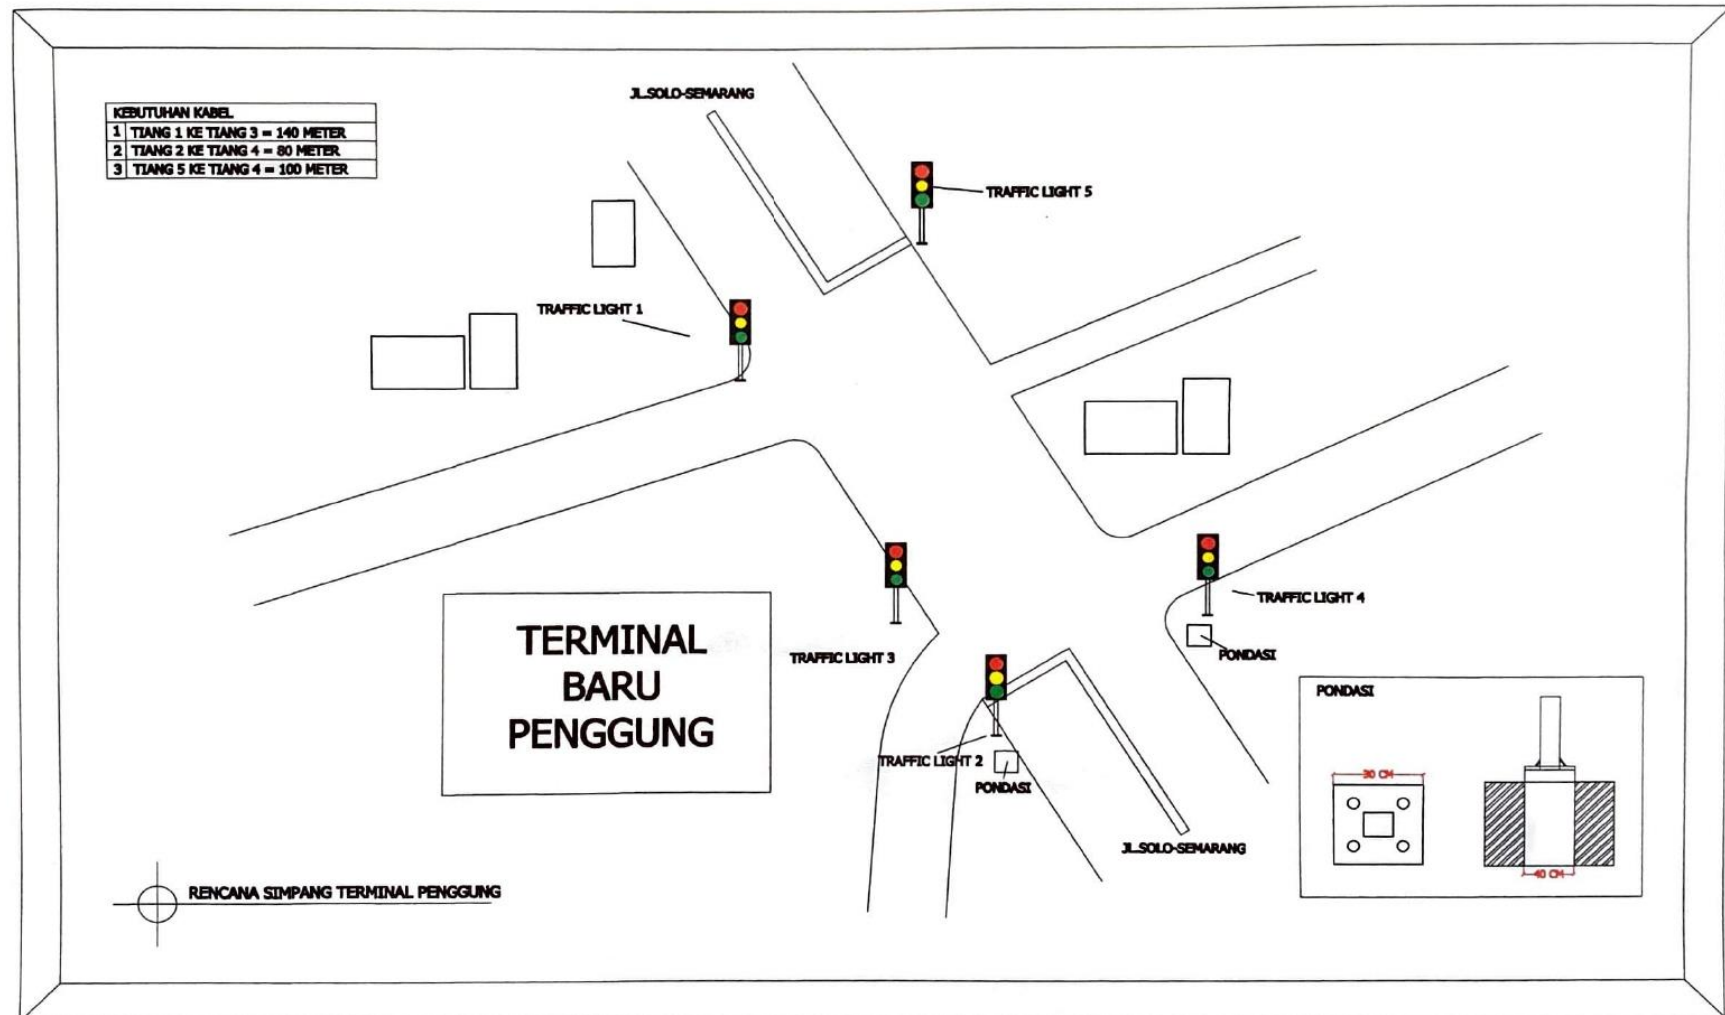 KEBUTUHAN KABEL
1 TIANG 1 KE TIANG 3 = 140 METER
2 TIANG 2 KE TIANG 4 = 80 METER
3 TIANG 5 KE TIANG 4 = 100 METER
JL.SOLO-SEMARANG
TRAFFIC LIGHT 5
TRAFFIC LIGHT 1
TRAFFIC LIGHT 4
PONDASI
TRAFFIC LIGHT 3
TERMINAL
BARU
PENGGUNG
TRAFFIC LIGHT 2
PONDASI
JL.SOLO-SEMARANG
PONDASI
30 CM
40 CM
RENCANA SIMPANG TERMINAL PENGGUNG